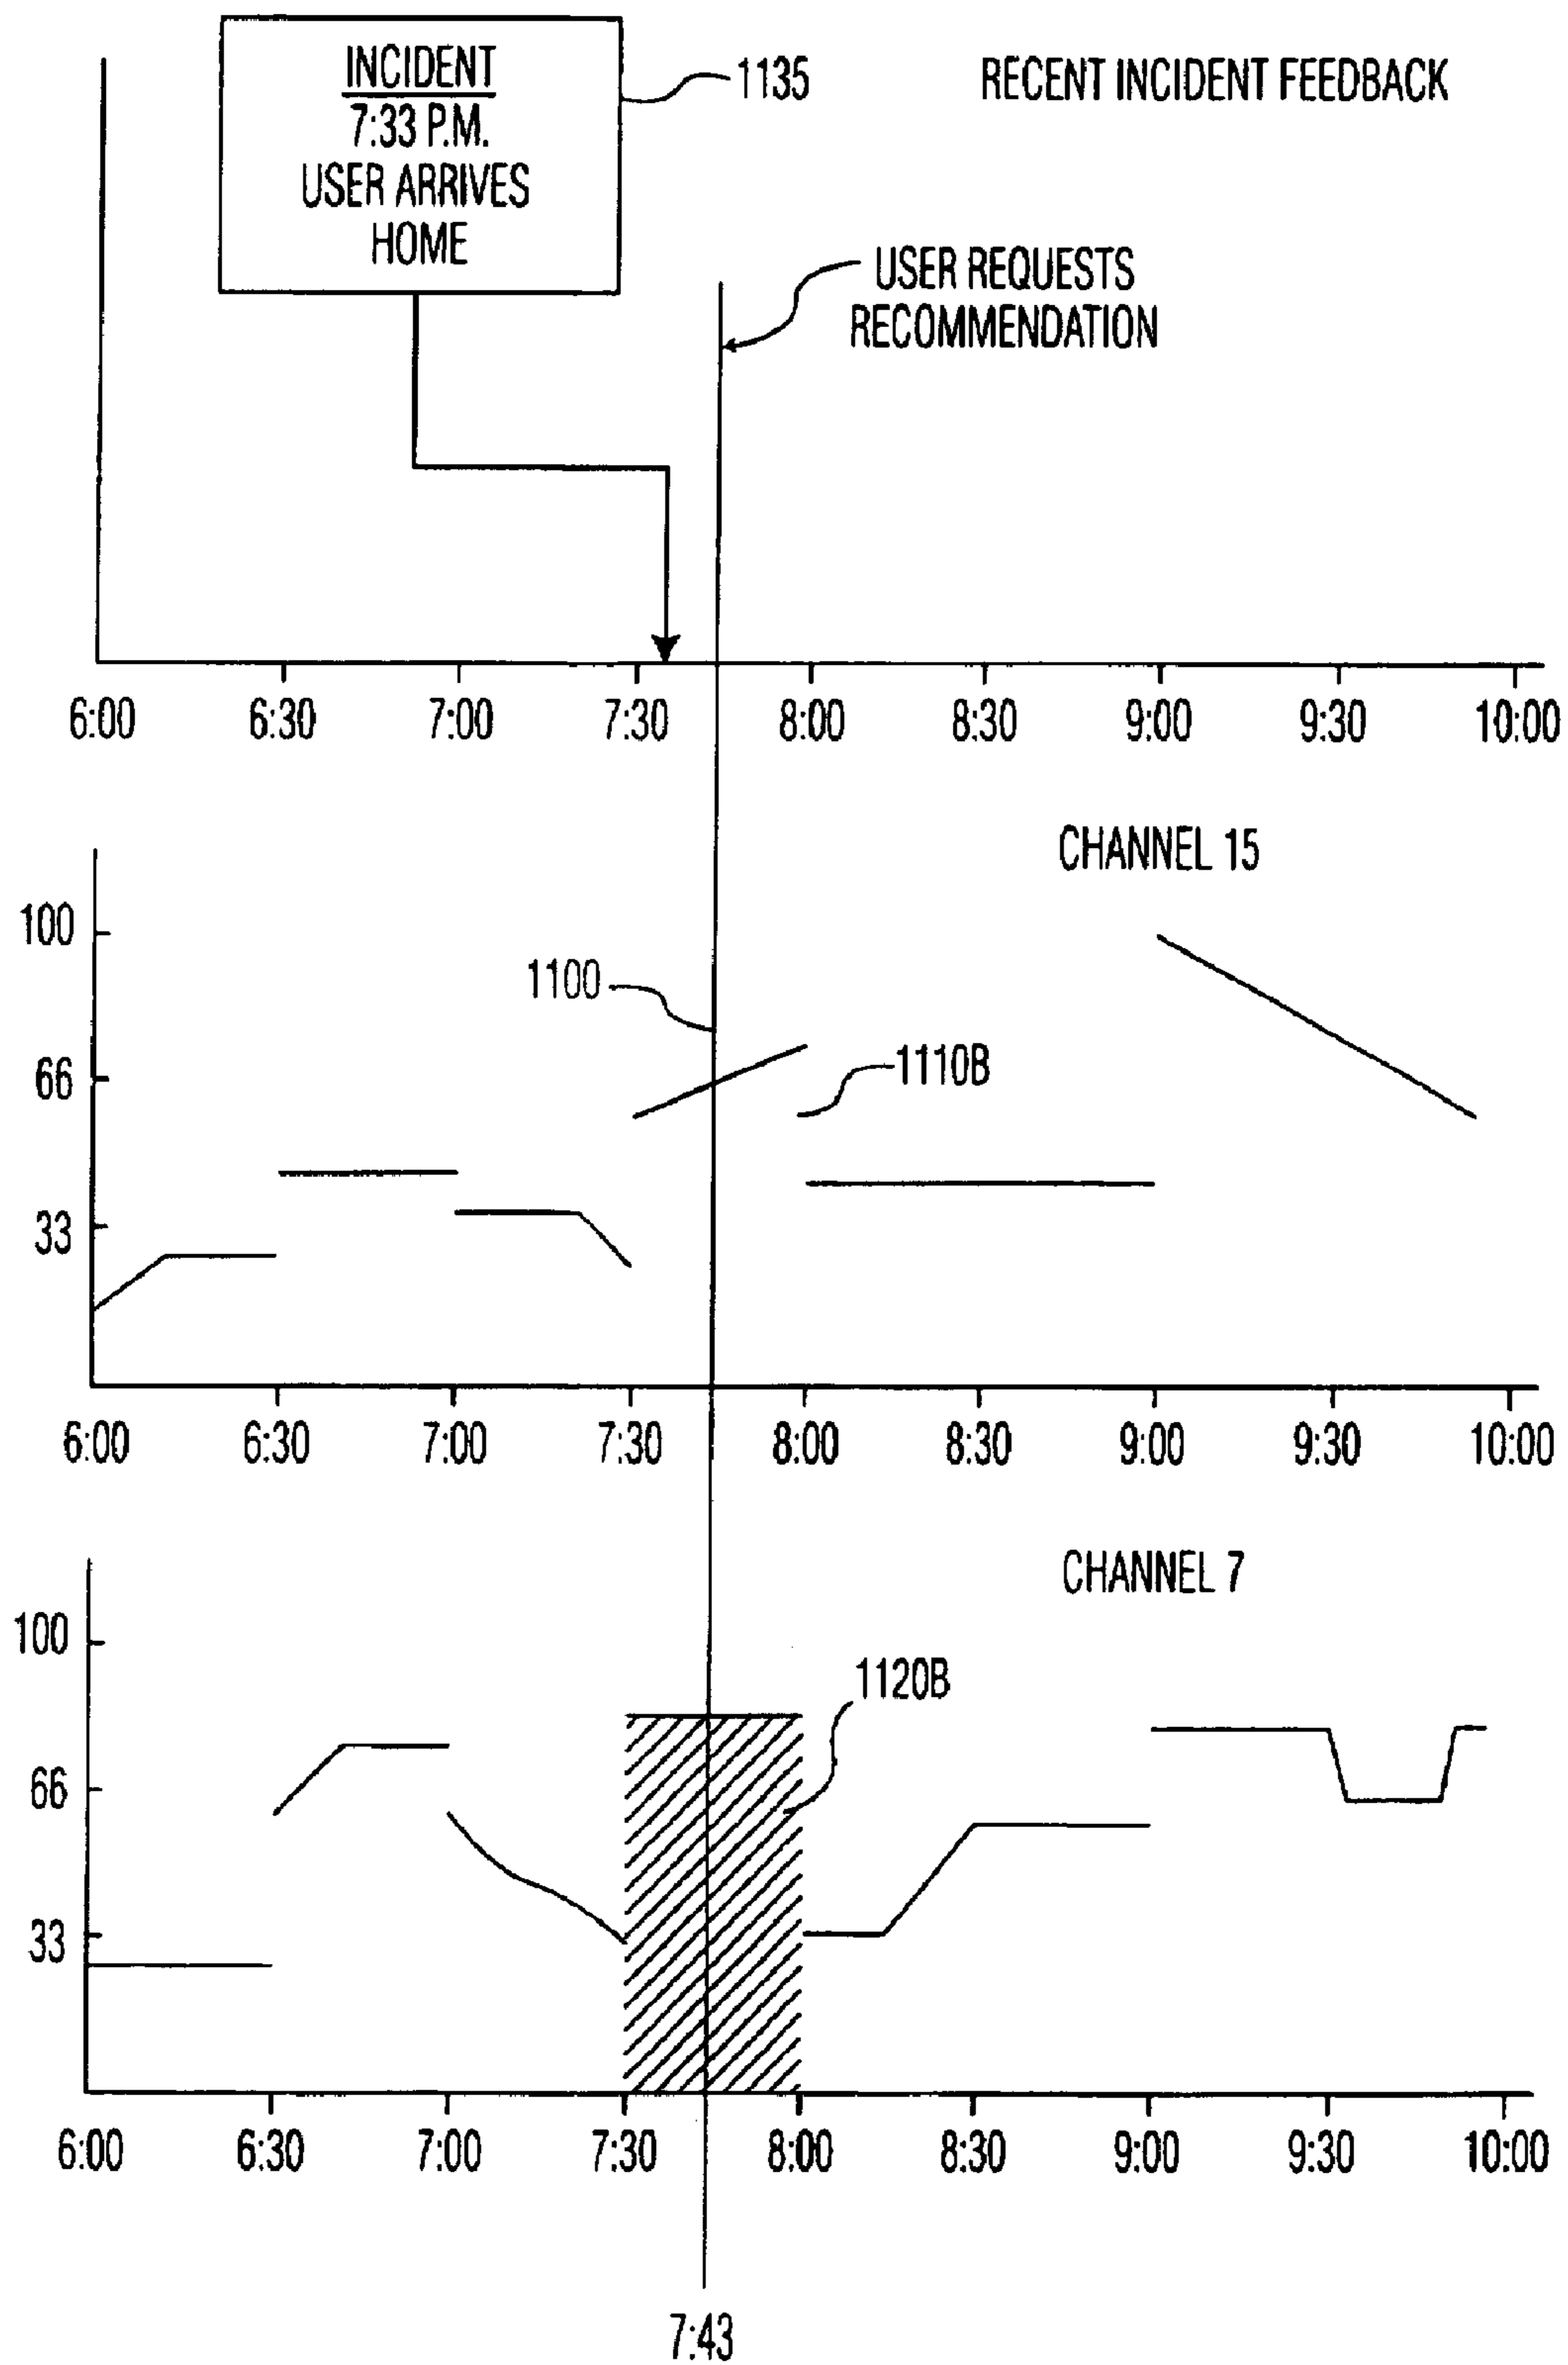 INCIDENT
7:33 P.M.
USER ARRIVES
HOME
1135
RECENT INCIDENT FEEDBACK
USER REQUESTS
RECOMMENDATION
6:00 6:30 7:00 7:30 8:00 8:30 9:00 9:30 10:00
CHANNEL 15
100
1100
66
1110B
33
6:00 6:30 7:00 7:30 8:00 8:30 9:00 9:30 10:00
CHANNEL 7
100
1120B
66
33
6:00 6:30 7:00 7:30 8:00 8:30 9:00 9:30 10:00
7:43